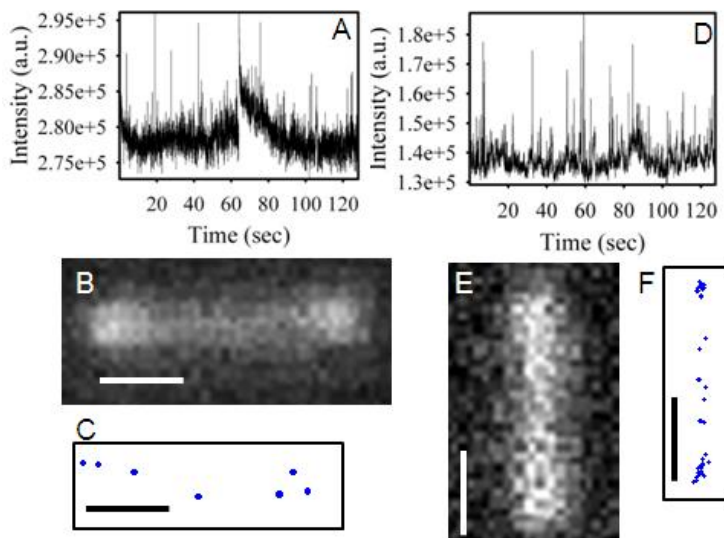 A
Intensity (a.u.)
2.95e+5
2.90e+5
2.85e+5
2.80e+5
2.75e+5
20 40 60 80 100 120
Time (sec)
D
Intensity (a.u.)
1.8e+5
1.7e+5
1.6e+5
1.5e+5
1.4e+5
1.3e+5
20 40 60 80 100 120
Time (sec)
B
C
E
F